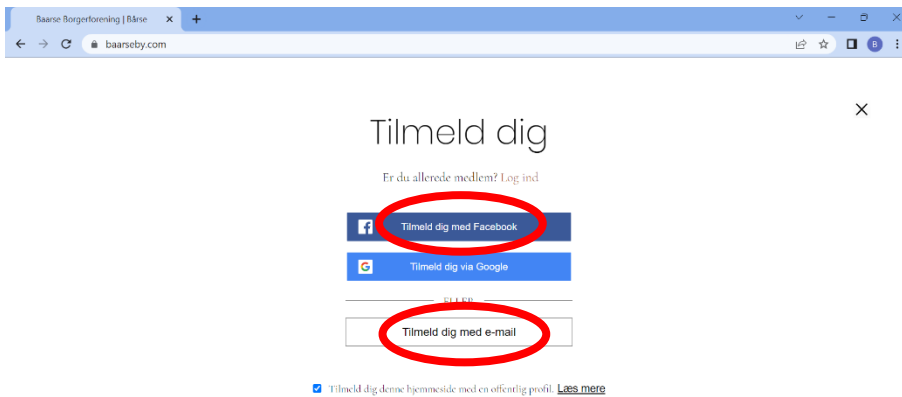 Baarse Borgerforening | Bårse
baarseby.com
B
Tilmeld dig
Er du allerede medlem? Log ind
Tilmeld dig med Facebook
Tilmeld dig via Google
ELLER
Tilmeld dig med e-mail
Tilmeld dig denne hjemmeside med en offentlig profil. Læs mere